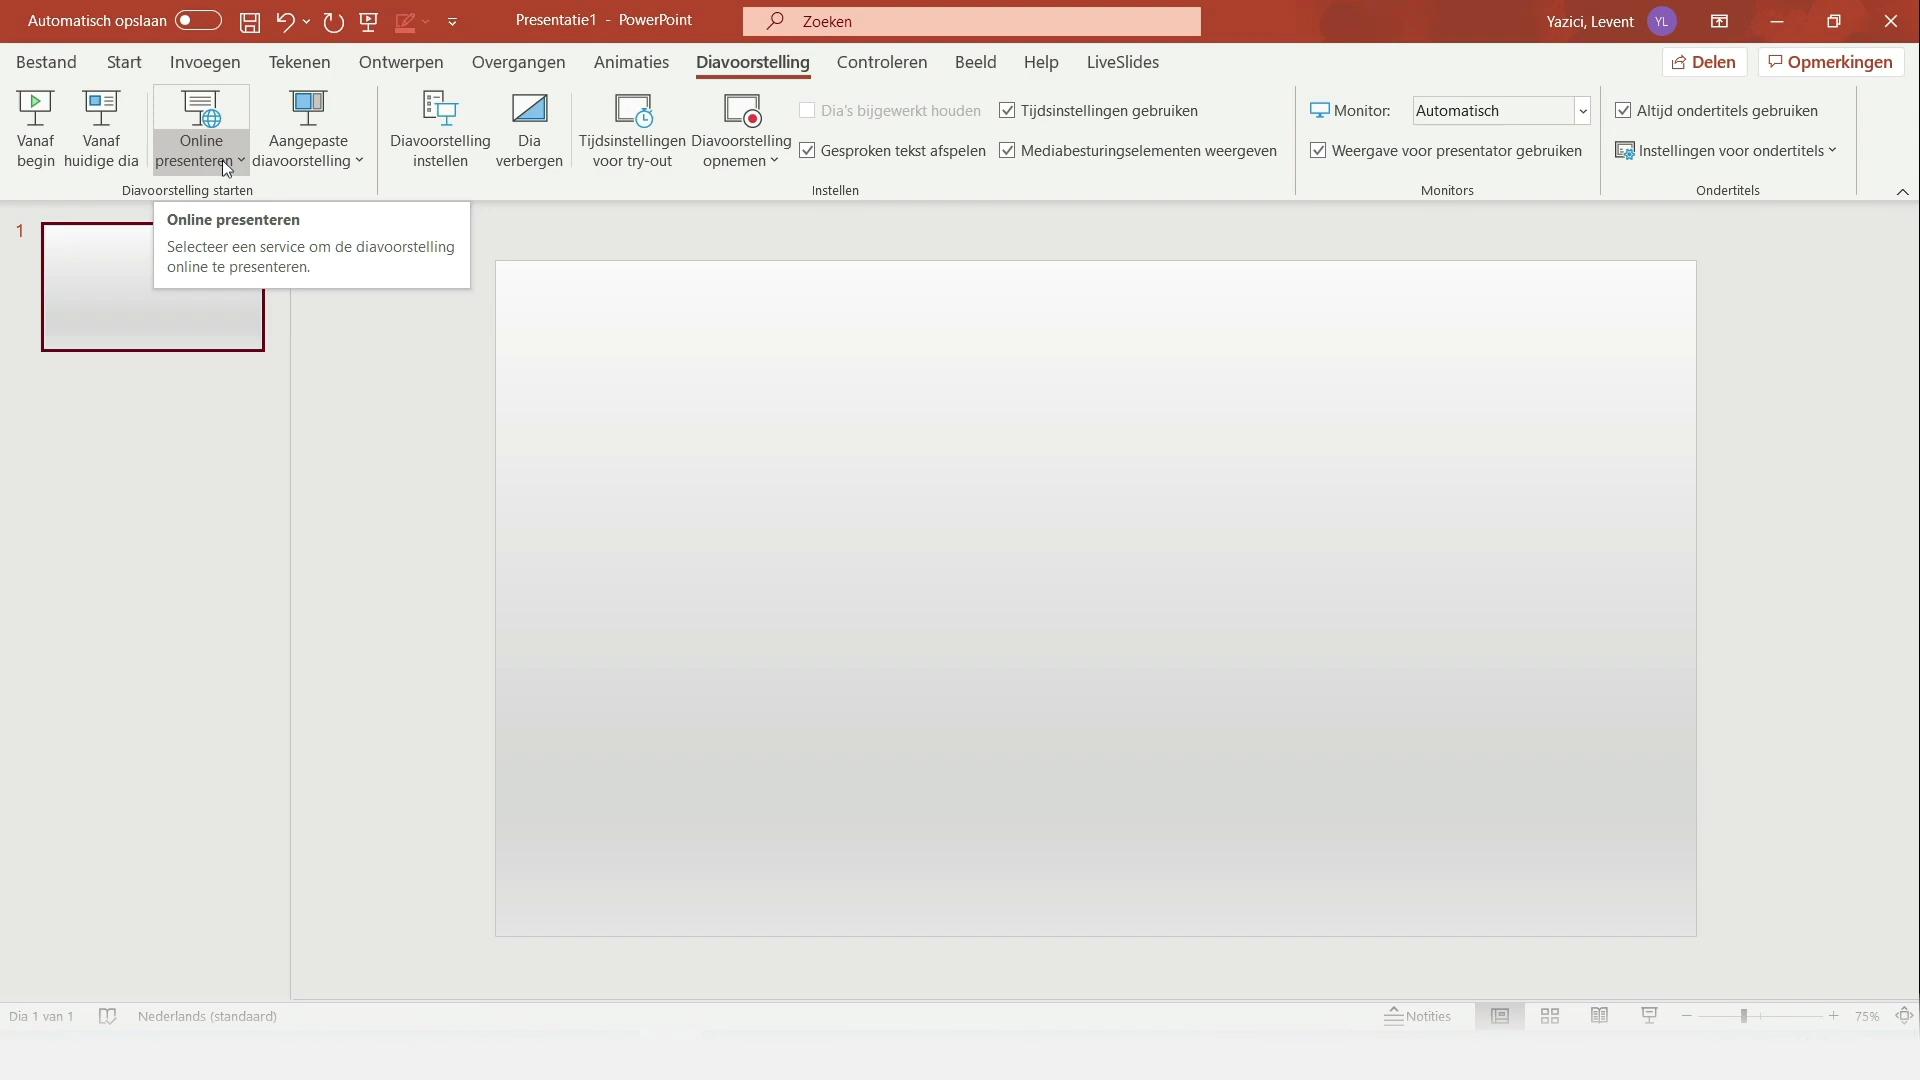 Automatisch opslaan
Presentatie1 - PowerPoint
Zoeken
Yazici, Levent
YL
Bestand
Start
Invoegen
Tekenen
Ontwerpen
Overgangen
Animaties
Diavoorstelling
Controleren
Beeld
Help
LiveSlides
Delen
Opmerkingen
Vanaf
begin
Vanaf
huidige dia
Online
presenteren
Aangepaste
diavoorstelling
Diavoorstelling starten
Diavoorstelling
instellen
Dia
verbergen
Tijdsinstellingen
voor try-out
Diavoorstelling
opnemen
Dia's bijgewerkt houden
Tijdsinstellingen gebruiken
Gesproken tekst afspelen
Mediabesturingselementen weergeven
Instellen
Monitor:
Automatisch
Weergave voor presentator gebruiken
Monitors
Altijd ondertitels gebruiken
Instellingen voor ondertitels
Ondertitels
Online presenteren
Selecteer een service om de diavoorstelling
online te presenteren.
1
Dia 1 van 1
Nederlands (standaard)
Notities
75%